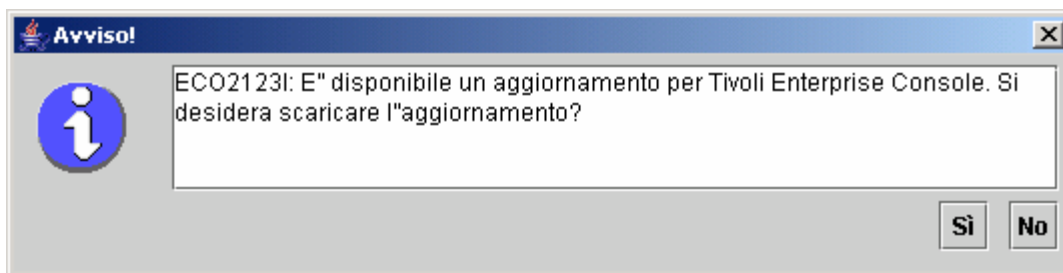 Avviso!
ECO2123I: E" disponibile un aggiornamento per Tivoli Enterprise Console. Si
desidera scaricare l"aggiornamento?
Sì No